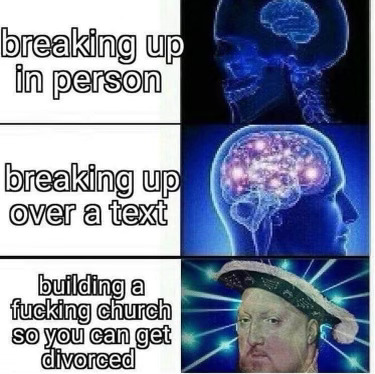 breaking up
in person
breaking up
over a text
building a
fucking church
so you can get
divorced